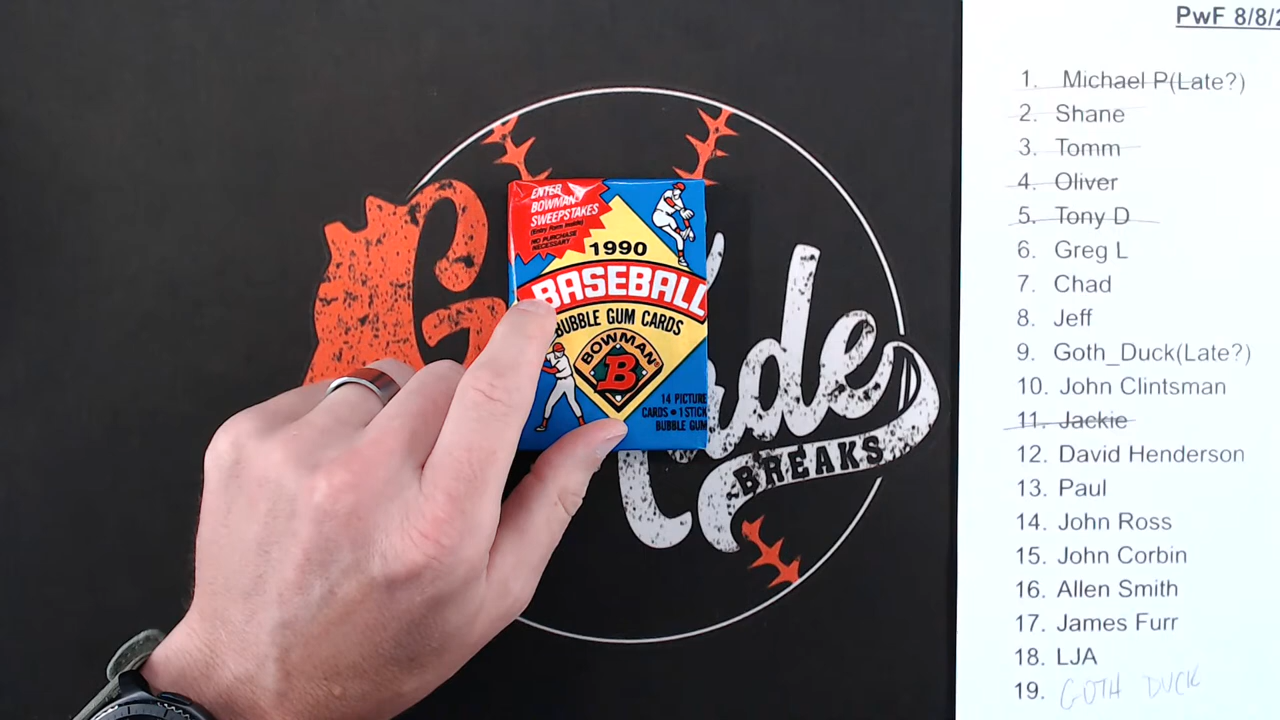 ENTER
BOWMAN
SWEEPSTAKES
(Entry Form Inside)
NO PURCHASE
NECESSARY
1990
BASEBALL
BUBBLE GUM CARDS
BOWMAN
B
14 PICTURE
CARDS • 1 STICK
BUBBLE GUM
BREAKS
PwF 8/8/2
1. Michael P(Late?)
2. Shane
3. Tomm
4. Oliver
5. Tony D
6. Greg L
7. Chad
8. Jeff
9. Goth_Duck(Late?)
10. John Clintsman
11. Jackie
12. David Henderson
13. Paul
14. John Ross
15. John Corbin
16. Allen Smith
17. James Furr
18. LJA
19. GOTH DUCK